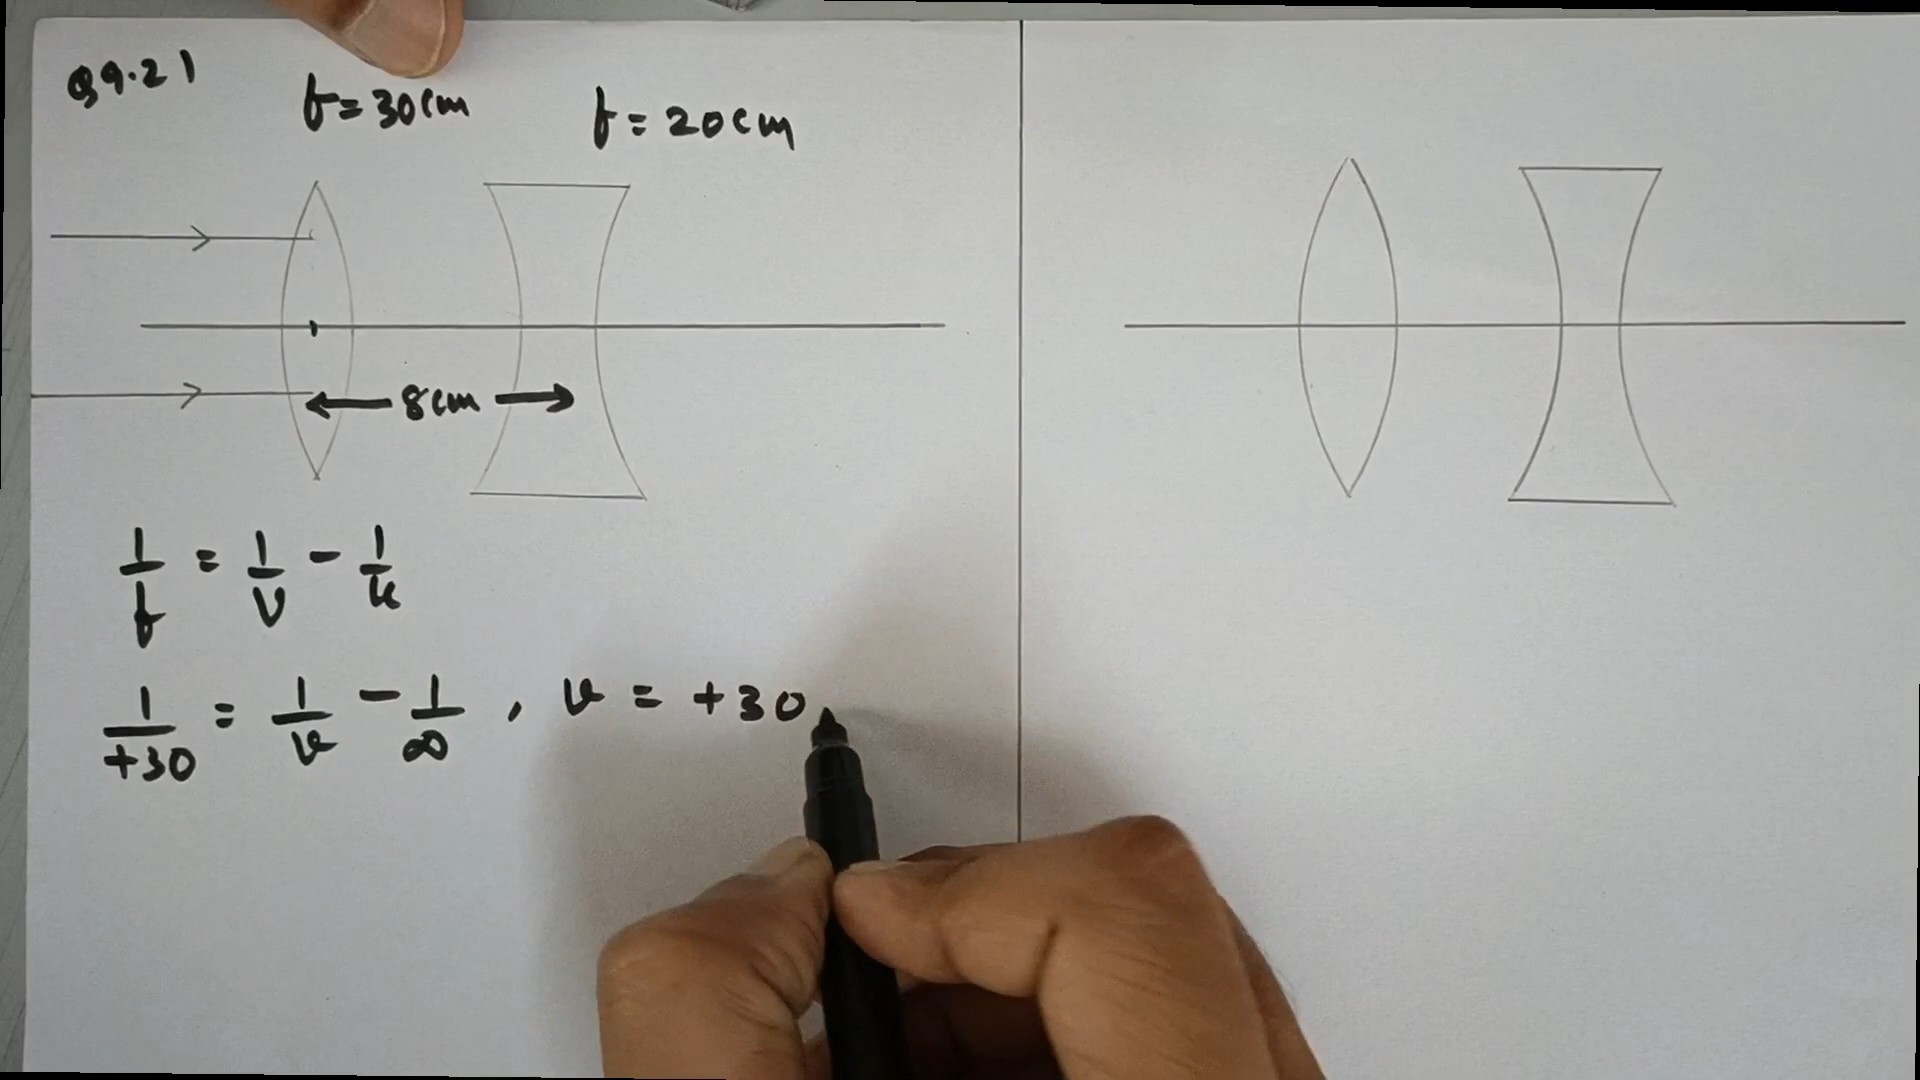 Q9.21
f = 30cm
f = 20cm
8cm
1/f = 1/v - 1/u
1/+30 = 1/v - 1/∞ , v = +30